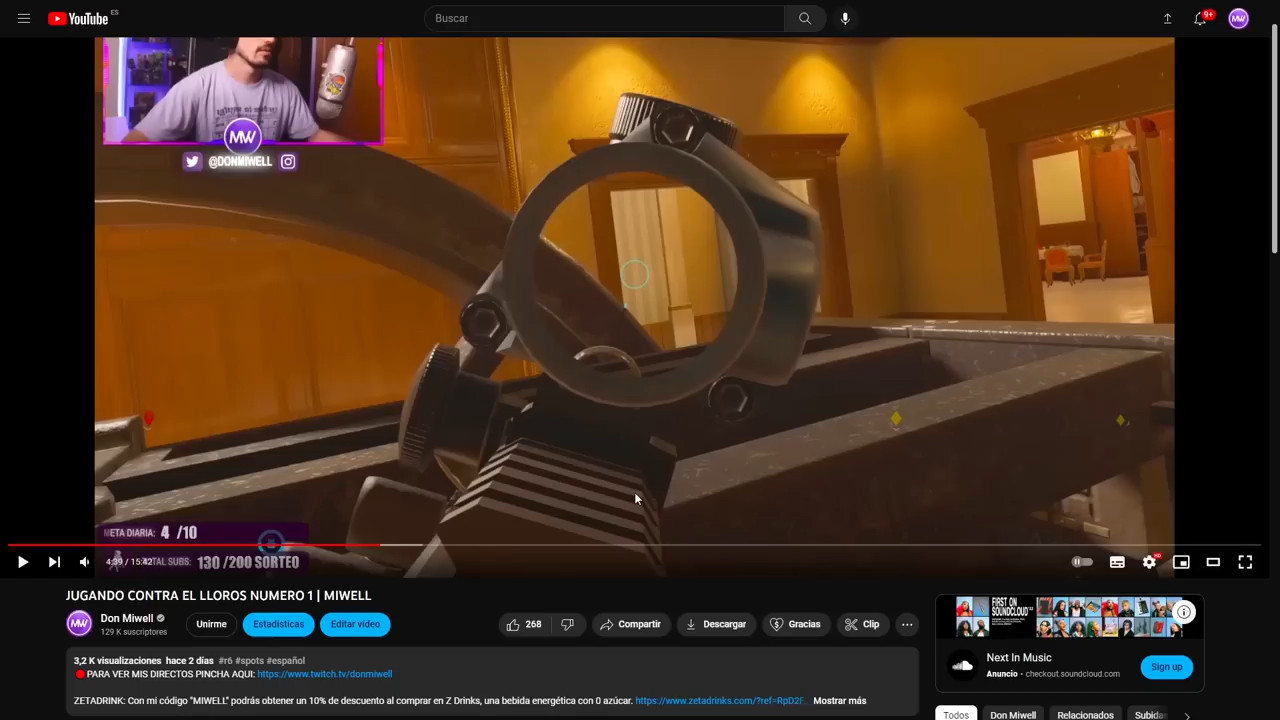 YouTube ES
Buscar
9+
MW
MW
@DONMIWELL
META DIARIA: 4 /10
TOTAL SUBS: 130 /200 SORTEO
4:39 / 15:42
HD
JUGANDO CONTRA EL LLOROS NUMERO 1 | MIWELL
MW
Don Miwell
129 K suscriptores
Unirme
Estadísticas
Editar vídeo
268
Compartir
Descargar
Gracias
Clip
3,2 K visualizaciones hace 2 días #r6 #spots #español
PARA VER MIS DIRECTOS PINCHA AQUI: https://www.twitch.tv/donmiwell
ZETADRINK: Con mi código "MIWELL" podrás obtener un 10% de descuento al comprar en Z Drinks, una bebida energética con 0 azúcar. https://www.zetadrinks.com/?ref=RpD2F... Mostrar más
FIRST ON
SOUNDCLOUD
Next In Music
Anuncio · checkout.soundcloud.com
Sign up
Todos
Don Miwell
Relacionados
Subida